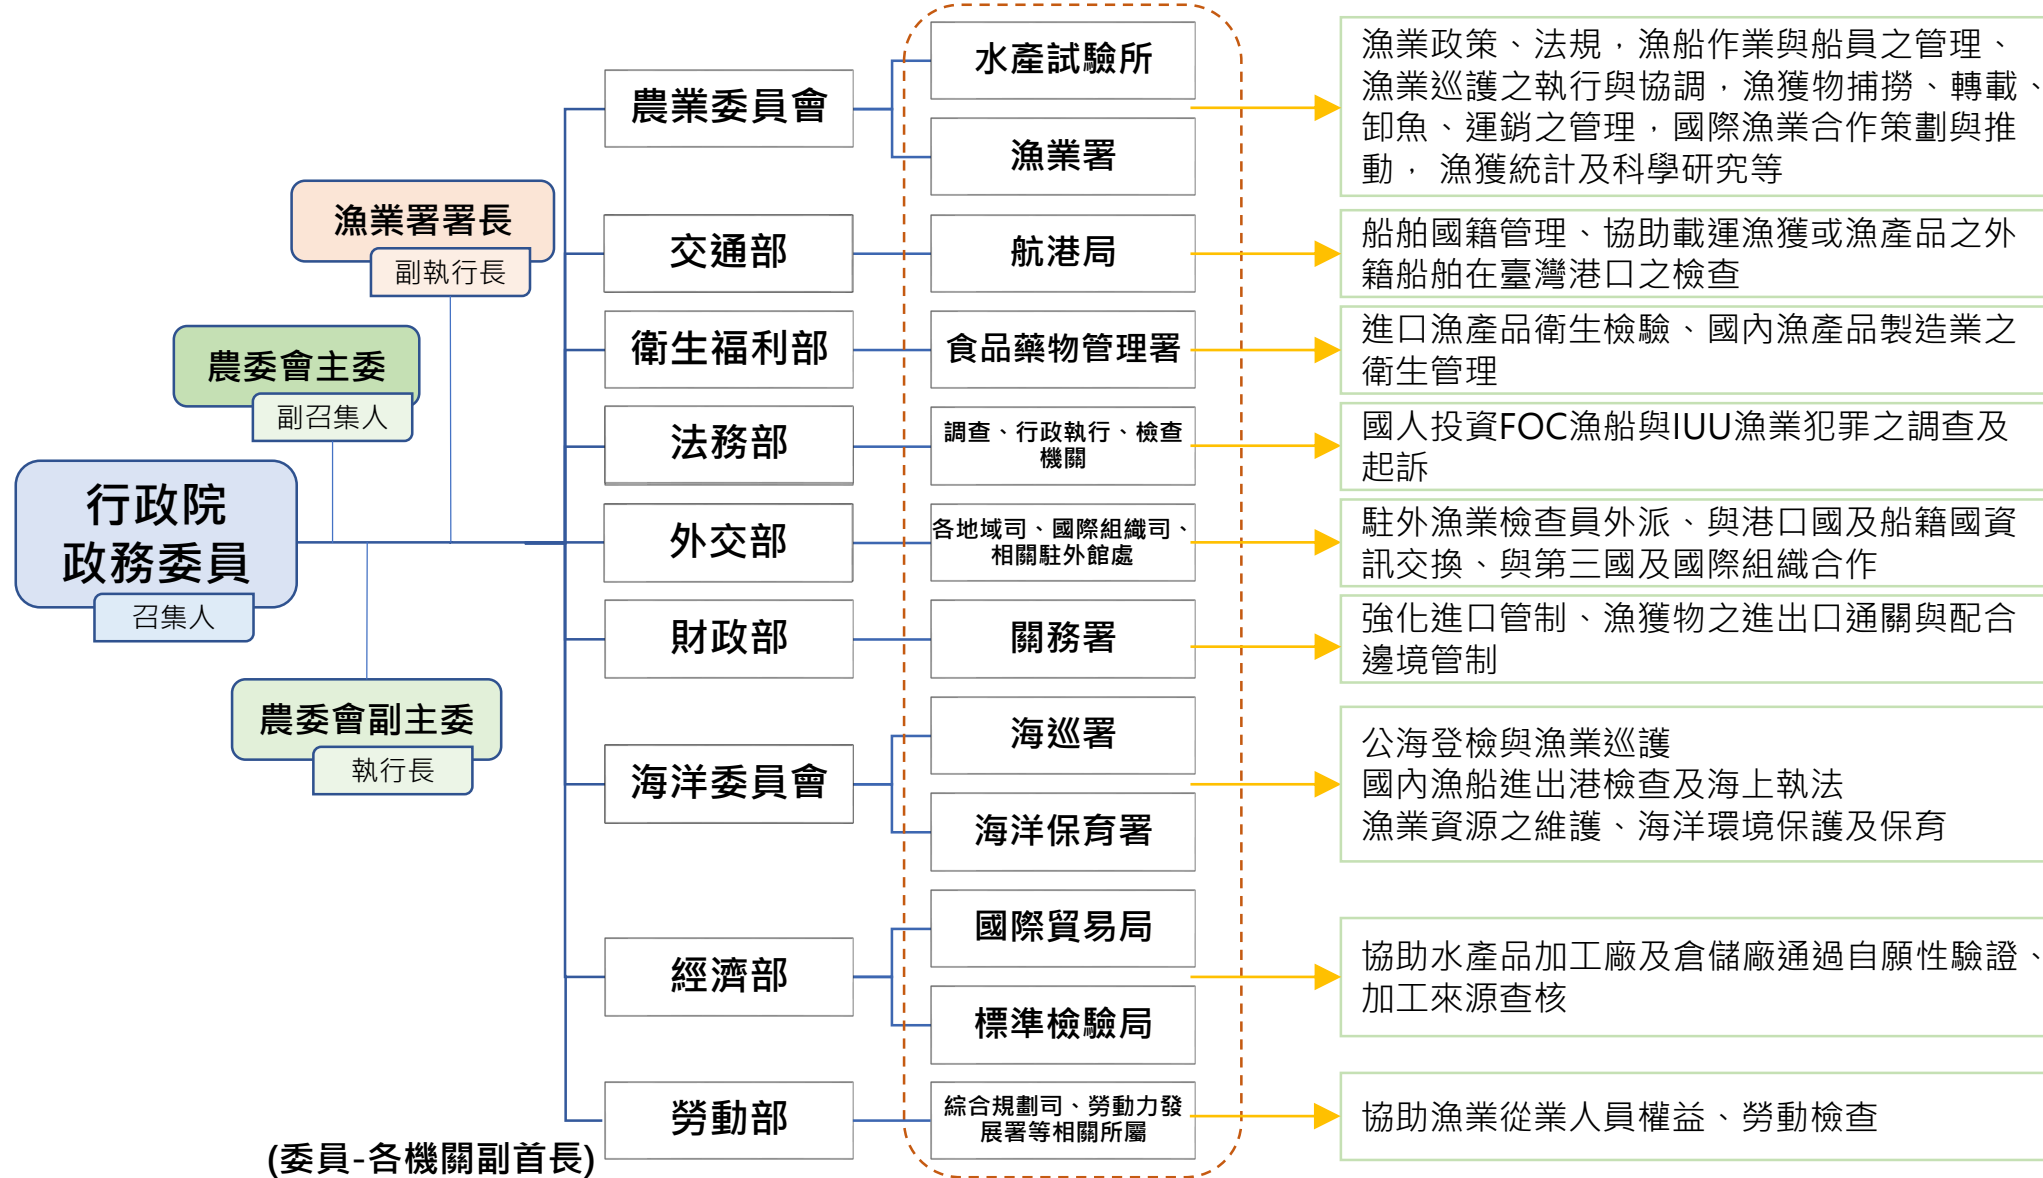 行政院
政務委員
召集人
農委會主委
副召集人
漁業署署長
副執行長
農委會副主委
執行長
(委員-各機關副首長)
農業委員會
水產試驗所
漁業署
漁業政策、法規，漁船作業與船員之管理、
漁業巡護之執行與協調，漁獲物捕撈、轉載、
卸魚、運銷之管理，國際漁業合作策劃與推
動， 漁獲統計及科學研究等
交通部
航港局
船舶國籍管理、協助載運漁獲或漁產品之外
籍船舶在臺灣港口之檢查
衛生福利部
食品藥物管理署
進口漁產品衛生檢驗、國內漁產品製造業之
衛生管理
法務部
調查、行政執行、檢查
機關
國人投資FOC漁船與IUU漁業犯罪之調查及
起訴
外交部
各地域司、國際組織司、
相關駐外館處
駐外漁業檢查員外派、與港口國及船籍國資
訊交換、與第三國及國際組織合作
財政部
關務署
強化進口管制、漁獲物之進出口通關與配合
邊境管制
海洋委員會
海巡署
海洋保育署
公海登檢與漁業巡護
國內漁船進出港檢查及海上執法
漁業資源之維護、海洋環境保護及保育
經濟部
國際貿易局
標準檢驗局
協助水產品加工廠及倉儲廠通過自願性驗證、
加工來源查核
勞動部
綜合規劃司、勞動力發
展署等相關所屬
協助漁業從業人員權益、勞動檢查